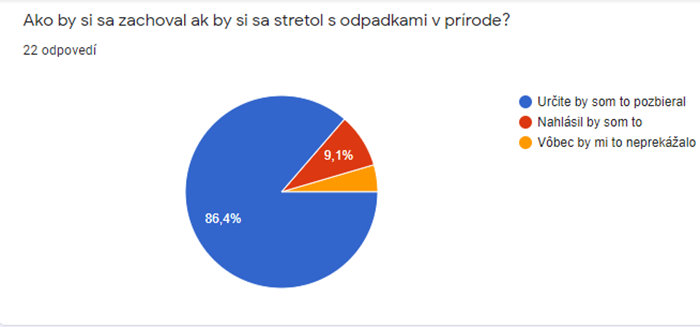 Ako by si sa zachoval ak by si sa stretol s odpadkami v prírode?
22 odpovedí
Určite by som to pozbieral
Nahlásil by som to
Vôbec by mi to neprekážalo
9,1%
86,4%